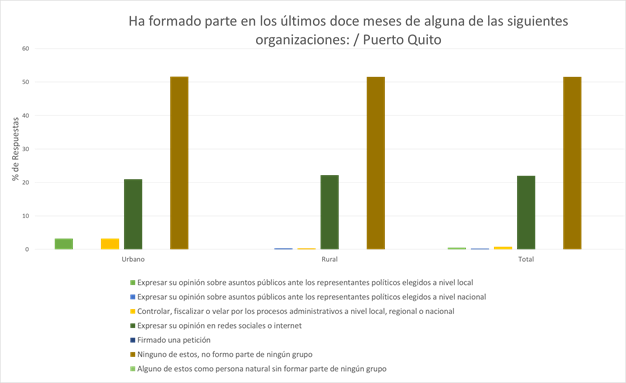 Ha formado parte en los últimos doce meses de alguna de las siguientes
organizaciones: / Puerto Quito
60
50
40
30
20
10
0
% de Respuestas
Urbano Rural Total
Expresar su opinión sobre asuntos públicos ante los representantes políticos elegidos a nivel local
Expresar su opinión sobre asuntos públicos ante los representantes políticos elegidos a nivel nacional
Controlar, fiscalizar o velar por los procesos administrativos a nivel local, regional o nacional
Expresar su opinión en redes sociales o internet
Firmado una petición
Ninguno de estos, no formo parte de ningún grupo
Alguno de estos como persona natural sin formar parte de ningún grupo